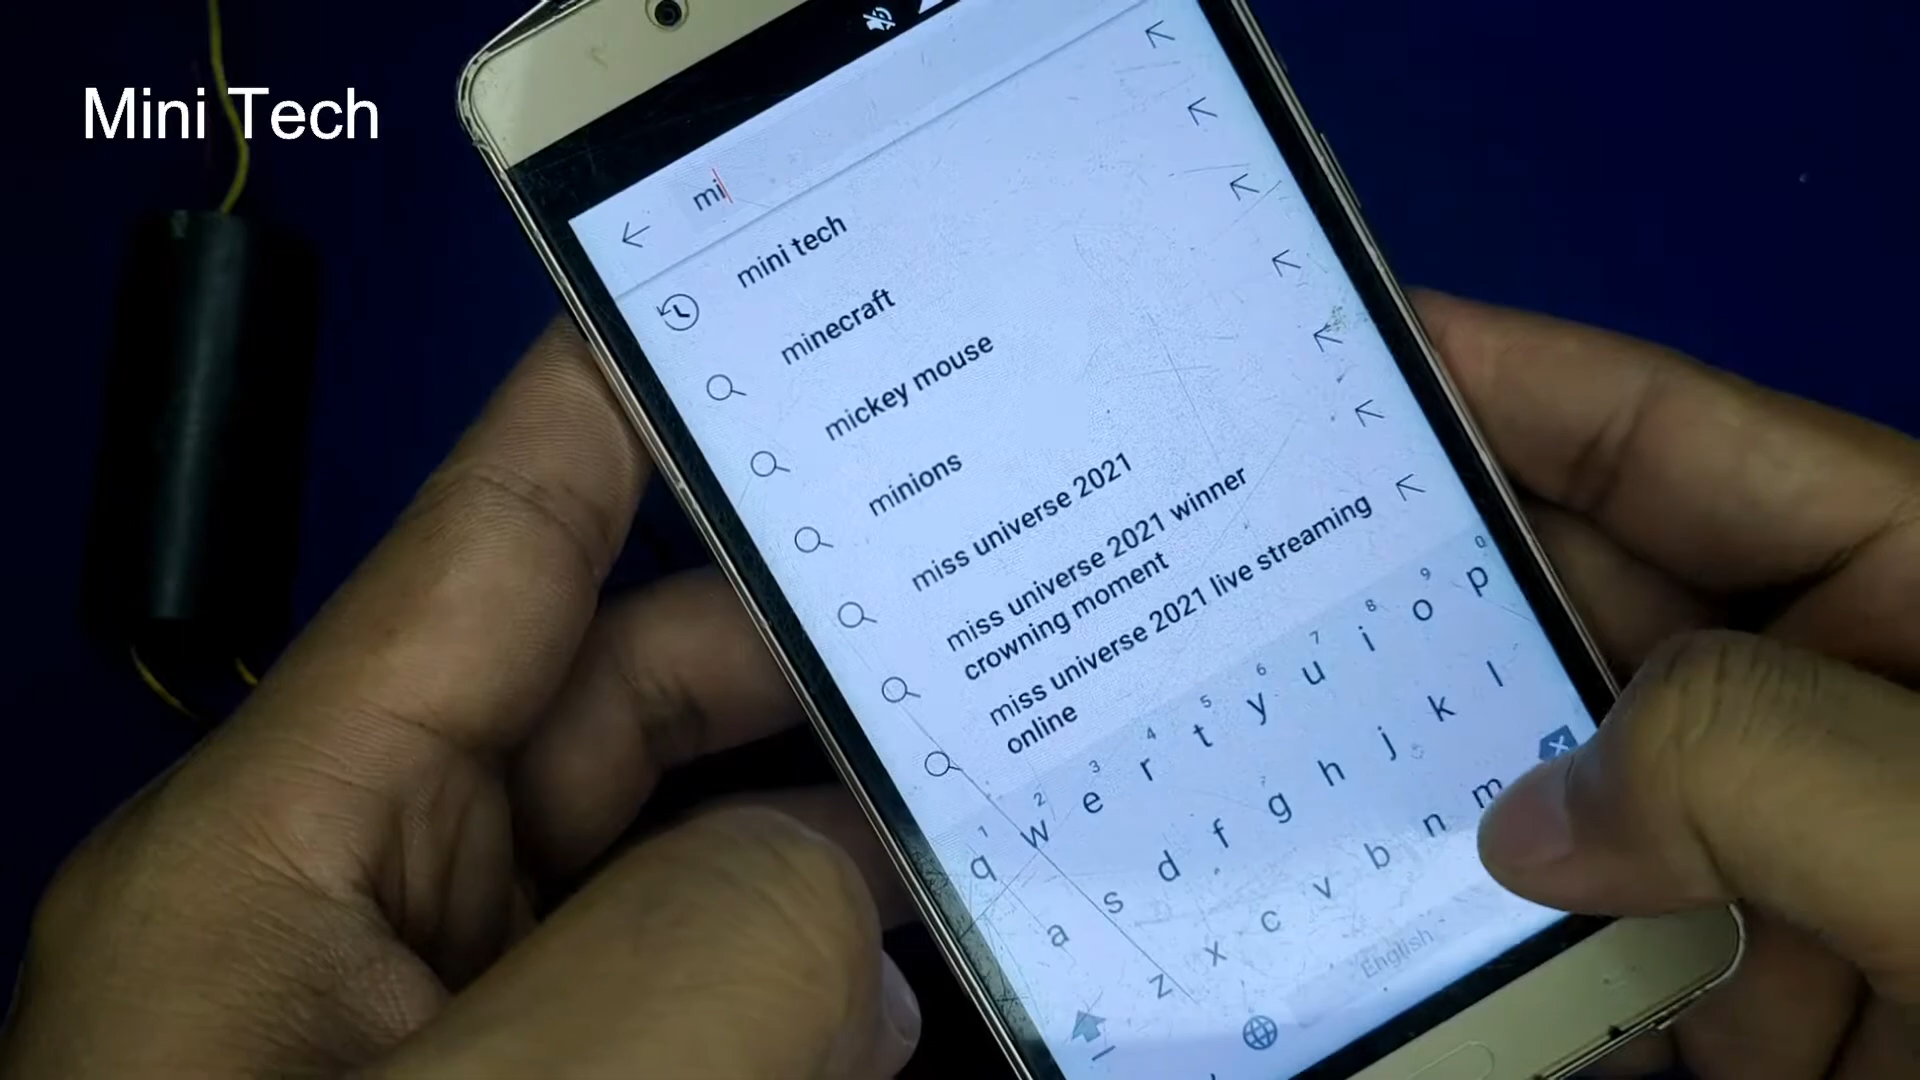 Mini Tech
mi
mini tech
minecraft
mickey mouse
minions
miss universe 2021
miss universe 2021 winner
crowning moment
miss universe 2021 live streaming
online
1 2 3 4 5 6 7 8 9 0
q w e r t y u i o p
a s d f g h j k l
z x c v b n m
English